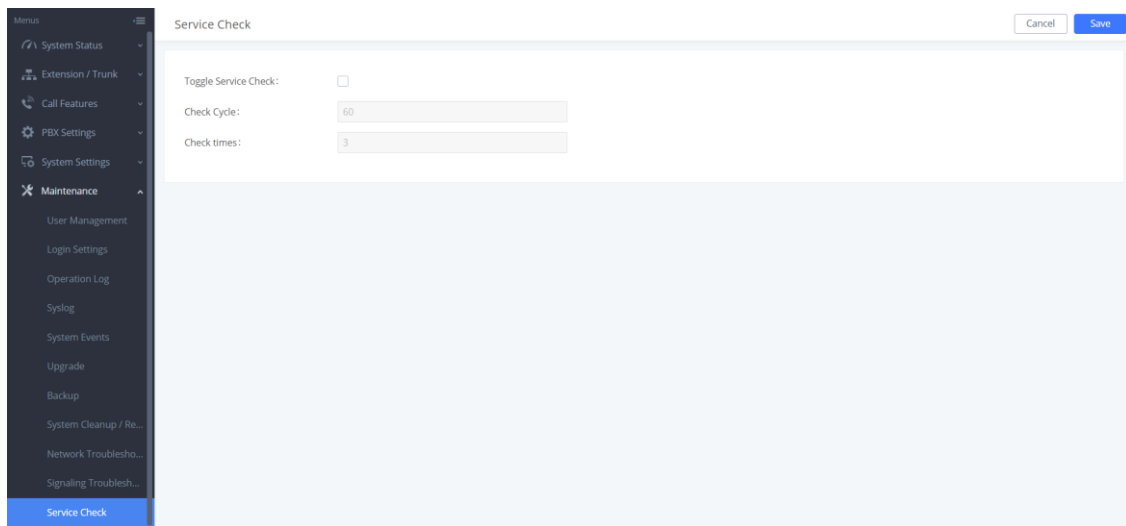 Menus
System Status
Extension / Trunk
Call Features
PBX Settings
System Settings
Maintenance
User Management
Login Settings
Operation Log
Syslog
System Events
Upgrade
Backup
System Cleanup / Re...
Network Troublesho...
Signaling Troublesh...
Service Check
Service Check
Cancel
Save
Toggle Service Check:
Check Cycle:
60
Check times:
3